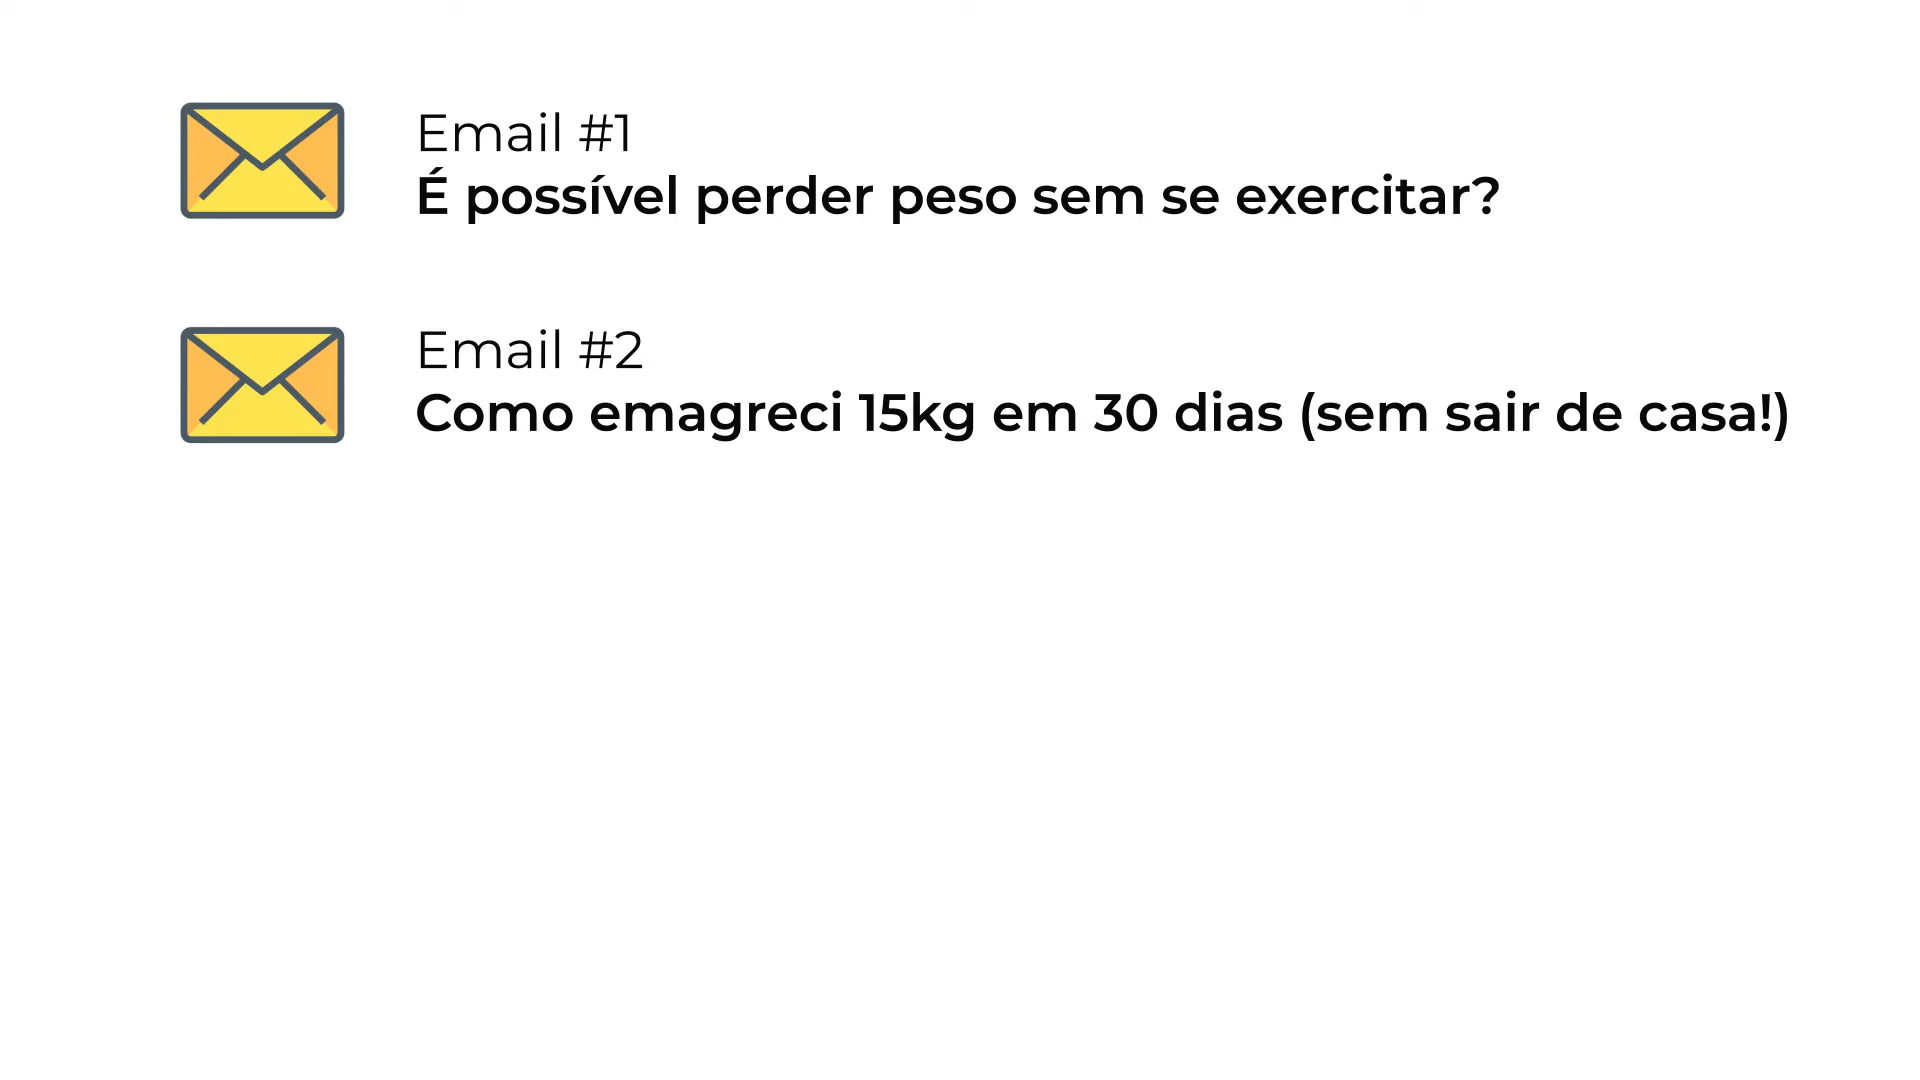 Email #1
É possível perder peso sem se exercitar?
Email #2
Como emagreci 15kg em 30 dias (sem sair de casa!)